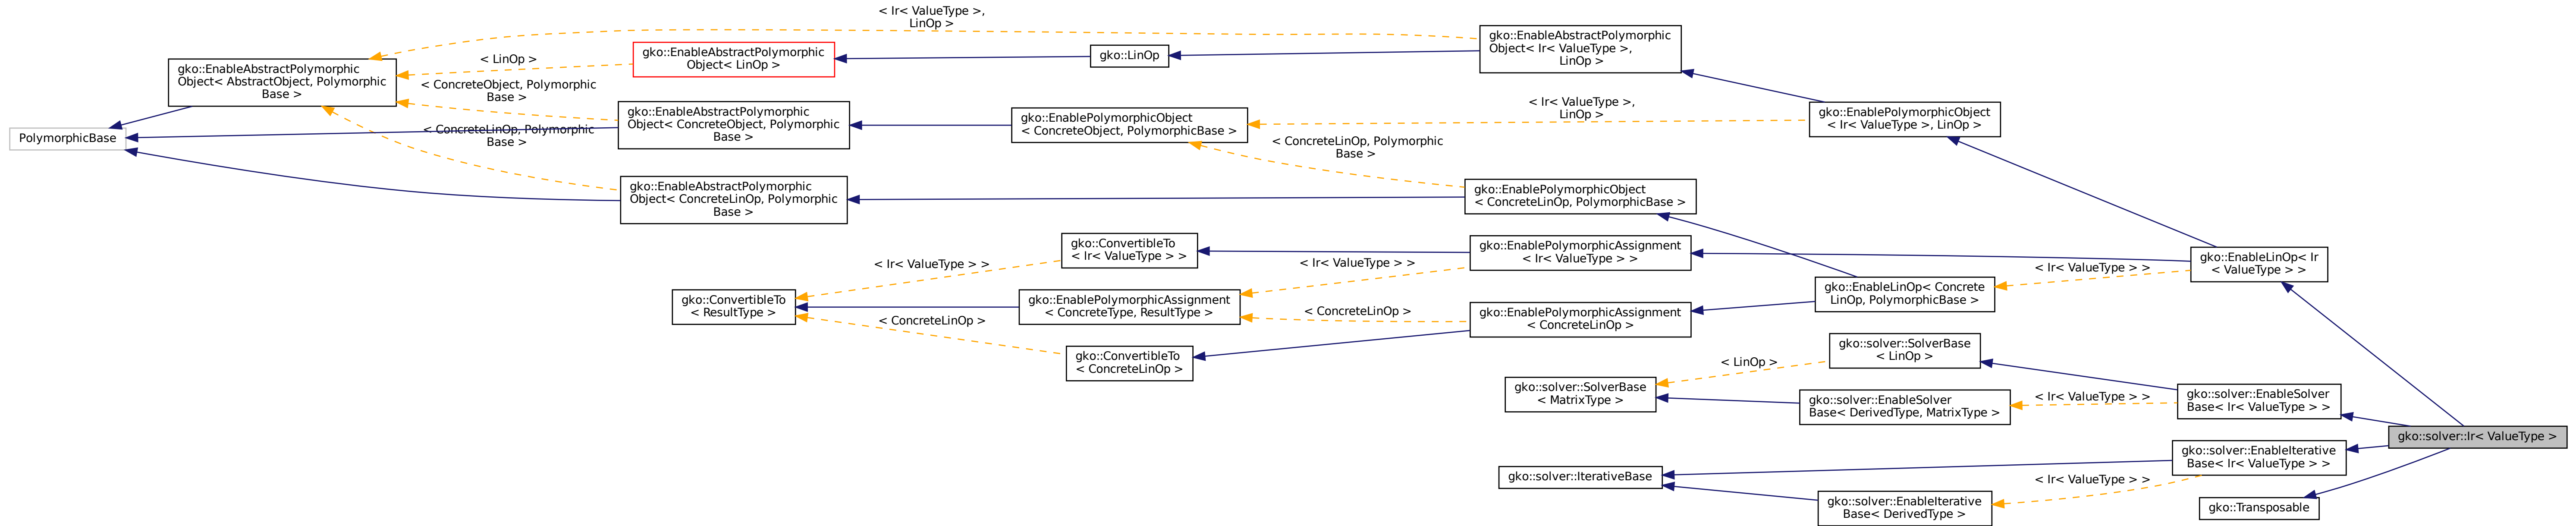 < Ir< ValueType >,
LinOp >
gko::EnableAbstractPolymorphic
Object< AbstractObject, Polymorphic
Base >
< LinOp >
gko::EnableAbstractPolymorphic
Object< LinOp >
gko::LinOp
gko::EnableAbstractPolymorphic
Object< Ir< ValueType >,
LinOp >
< ConcreteObject, Polymorphic
Base >
gko::EnableAbstractPolymorphic
Object< ConcreteObject, Polymorphic
Base >
gko::EnablePolymorphicObject
< ConcreteObject, PolymorphicBase >
< Ir< ValueType >,
LinOp >
gko::EnablePolymorphicObject
< Ir< ValueType >, LinOp >
PolymorphicBase
< ConcreteLinOp, Polymorphic
Base >
< ConcreteLinOp, Polymorphic
Base >
gko::EnableAbstractPolymorphic
Object< ConcreteLinOp, Polymorphic
Base >
gko::EnablePolymorphicObject
< ConcreteLinOp, PolymorphicBase >
gko::ConvertibleTo
< Ir< ValueType > >
gko::EnablePolymorphicAssignment
< Ir< ValueType > >
gko::EnableLinOp< Ir
< ValueType > >
< Ir< ValueType > >
< Ir< ValueType > >
< Ir< ValueType > >
gko::EnableLinOp< Concrete
LinOp, PolymorphicBase >
gko::ConvertibleTo
< ResultType >
gko::EnablePolymorphicAssignment
< ConcreteType, ResultType >
< ConcreteLinOp >
< ConcreteLinOp >
gko::EnablePolymorphicAssignment
< ConcreteLinOp >
gko::ConvertibleTo
< ConcreteLinOp >
< LinOp >
gko::solver::SolverBase
< LinOp >
gko::solver::SolverBase
< MatrixType >
gko::solver::EnableSolver
Base< DerivedType, MatrixType >
< Ir< ValueType > >
gko::solver::EnableSolver
Base< Ir< ValueType > >
gko::solver::Ir< ValueType >
gko::solver::EnableIterative
Base< Ir< ValueType > >
gko::solver::IterativeBase
< Ir< ValueType > >
gko::solver::EnableIterative
Base< DerivedType >
gko::Transposable